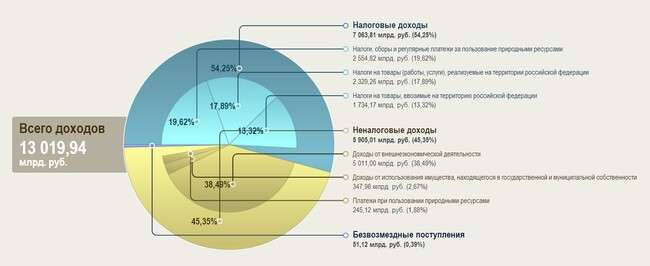 Всего доходов
13 019,94
млрд. руб.
54,25%
17,89%
19,62%
13,32%
38,49%
45,35%
Налоговые доходы
7 063,81 млрд. руб. (54,25%)
Налоги, сборы и регулярные платежи за пользование природными ресурсами
2 554,82 млрд. руб. (19,62%)
Налоги на товары (работы, услуги), реализуемые на территории российской федерации
2 329,26 млрд. руб. (17,89%)
Налоги на товары, ввозимые на территорию российской федерации
1 734,17 млрд. руб. (13,32%)
Неналоговые доходы
5 905,01 млрд. руб. (45,35%)
Доходы от внешнеэкономической деятельности
5 011,00 млрд. руб. (38,49%)
Доходы от использования имущества, находящегося в государственной и муниципальной собственности
347,98 млрд. руб. (2,67%)
Платежи при пользовании природными ресурсами
245,12 млрд. руб. (1,88%)
Безвозмездные поступления
51,12 млрд. руб. (0,39%)